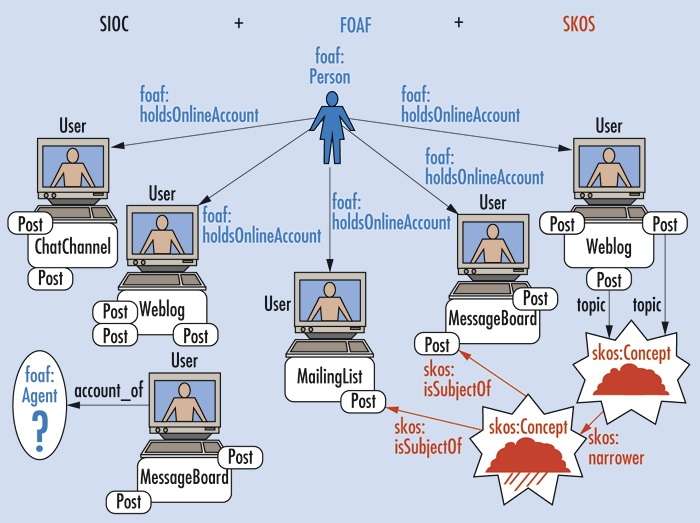 SIOC + FOAF + SKOS
foaf:
Person
foaf:
holdsOnlineAccount
foaf:
holdsOnlineAccount
User
User
foaf:
holdsOnlineAccount
User
User
foaf:
holdsOnlineAccount
foaf:
holdsOnlineAccount
Post
ChatChannel
Post
Post
Weblog
Post
Post
User
MailingList
Post
Post
MessageBoard
Post
Post
Post
Weblog
Post
topic
topic
skos:Concept
skos:
isSubjectOf
skos:
isSubjectOf
skos:Concept
skos:
narrower
foaf:
Agent
?
account_of
User
Post
MessageBoard
Post